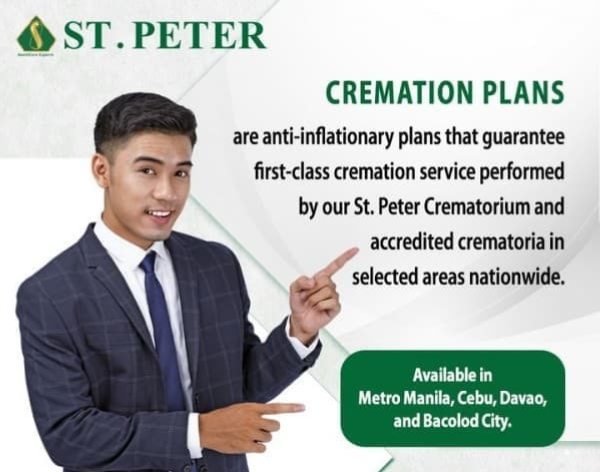 ST. PETER
CREMATION PLANS
are anti-inflationary plans that guarantee
first-class cremation service performed
by our St. Peter Crematorium and
accredited crematoria in
selected areas nationwide.
Available in
Metro Manila, Cebu, Davao,
and Bacolod City.